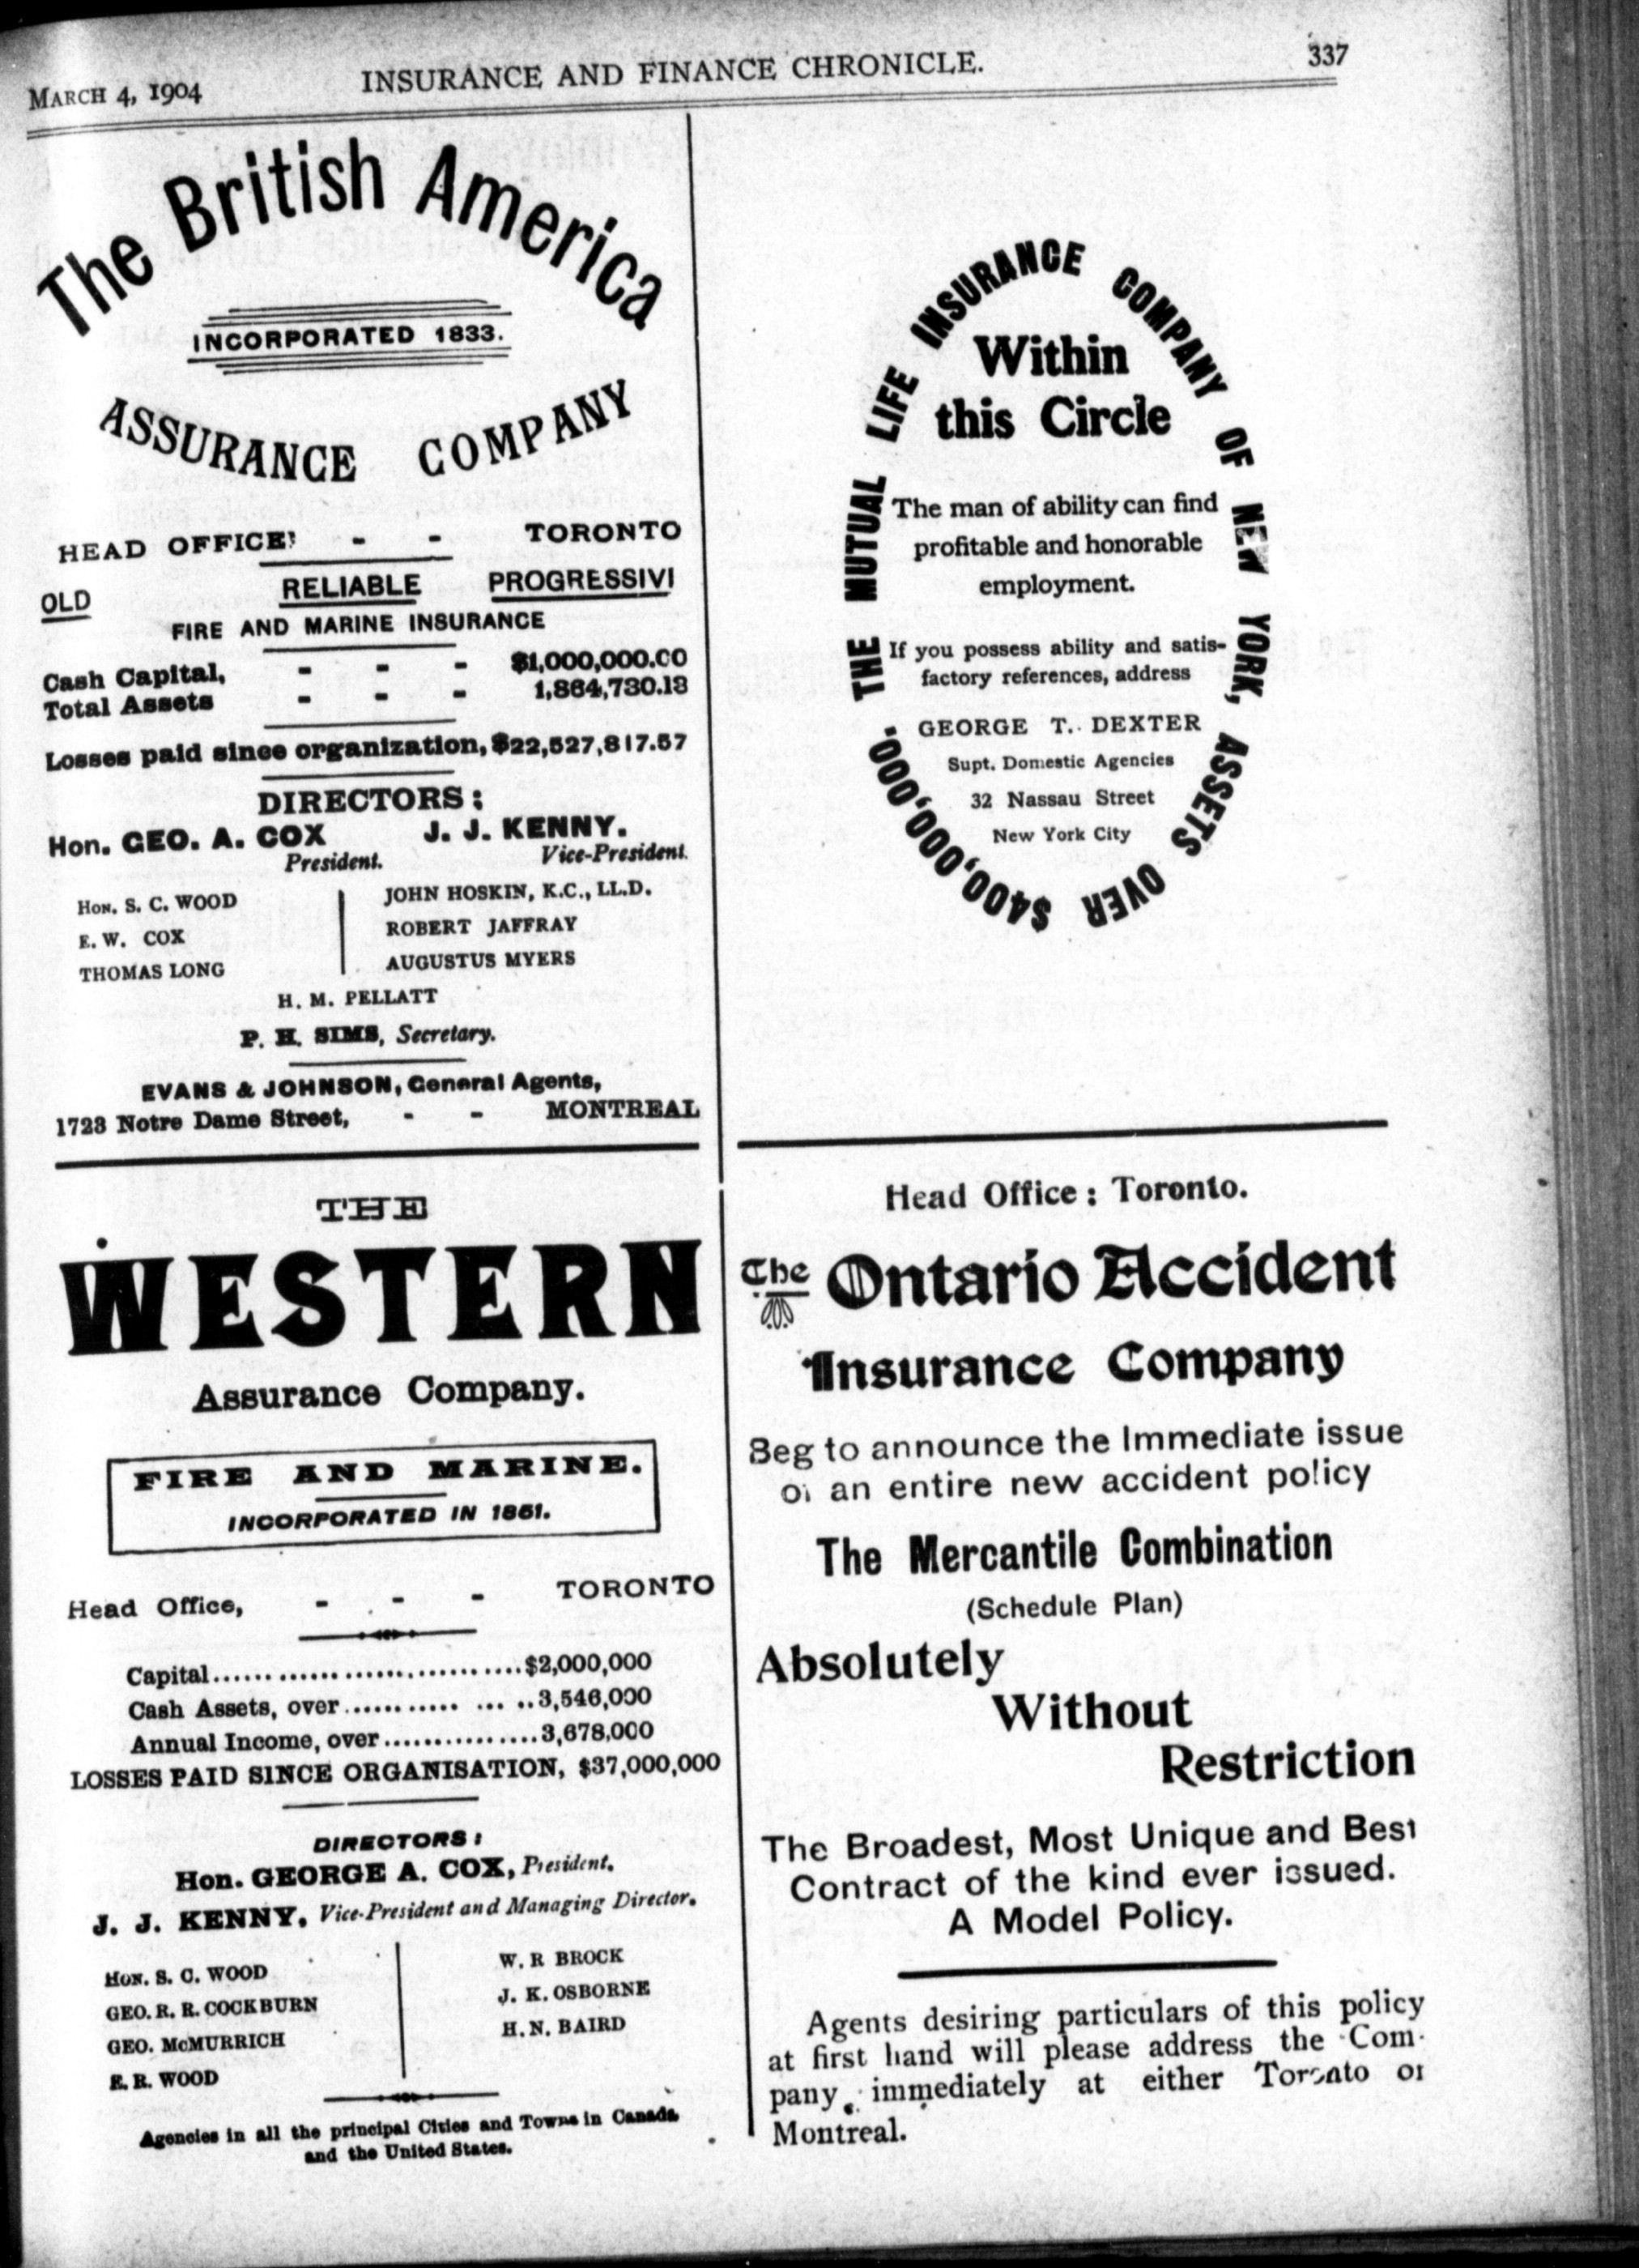 MARCH 4, 1904
INSURANCE AND FINANCE CHRONICLE.
337
The British America
INCORPORATED 1833.
ASSURANCE COMPANY
HEAD OFFICE: - - TORONTO
OLD RELIABLE PROGRESSIVI
FIRE AND MARINE INSURANCE
Cash Capital, - - - $1,000,000.00
Total Assets - - - 1,864,730.13
Losses paid since organization, $22,527,817.57
DIRECTORS:
Hon. GEO. A. COX J. J. KENNY.
President. Vice-President.
HON. S. C. WOOD
E. W. COX
THOMAS LONG
JOHN HOSKIN, K.C., LL.D.
ROBERT JAFFRAY
AUGUSTUS MYERS
H. M. PELLATT
P. H. SIMS, Secretary.
EVANS & JOHNSON, General Agents,
1723 Notre Dame Street, - - MONTREAL
THE
WESTERN
Assurance Company.
FIRE AND MARINE.
INCORPORATED IN 1851.
Head Office, - - - TORONTO
Capital....................................$2,000,000
Cash Assets, over........... ... ..3,546,000
Annual Income, over...............3,678,000
LOSSES PAID SINCE ORGANISATION, $37,000,000
DIRECTORS:
Hon. GEORGE A. COX, President.
J. J. KENNY, Vice-President and Managing Director.
HON. S. C. WOOD
GEO. R. R. COCKBURN
GEO. McMURRICH
R. R. WOOD
W. R BROCK
J. K. OSBORNE
H. N. BAIRD
Agencies in all the principal Cities and Towns in Canada
and the United States.
THE MUTUAL LIFE INSURANCE COMPANY OF NEW YORK, ASSETS OVER $400,000,000.
Within
this Circle
The man of ability can find
profitable and honorable
employment.
If you possess ability and satis-
factory references, address
GEORGE T. DEXTER
Supt. Domestic Agencies
32 Nassau Street
New York City
Head Office: Toronto.
The Ontario Accident
Insurance Company
Beg to announce the Immediate issue
of an entire new accident policy
The Mercantile Combination
(Schedule Plan)
Absolutely
Without
Restriction
The Broadest, Most Unique and Best
Contract of the kind ever issued.
A Model Policy.
Agents desiring particulars of this policy
at first hand will please address the Com-
pany immediately at either Toronto or
Montreal.